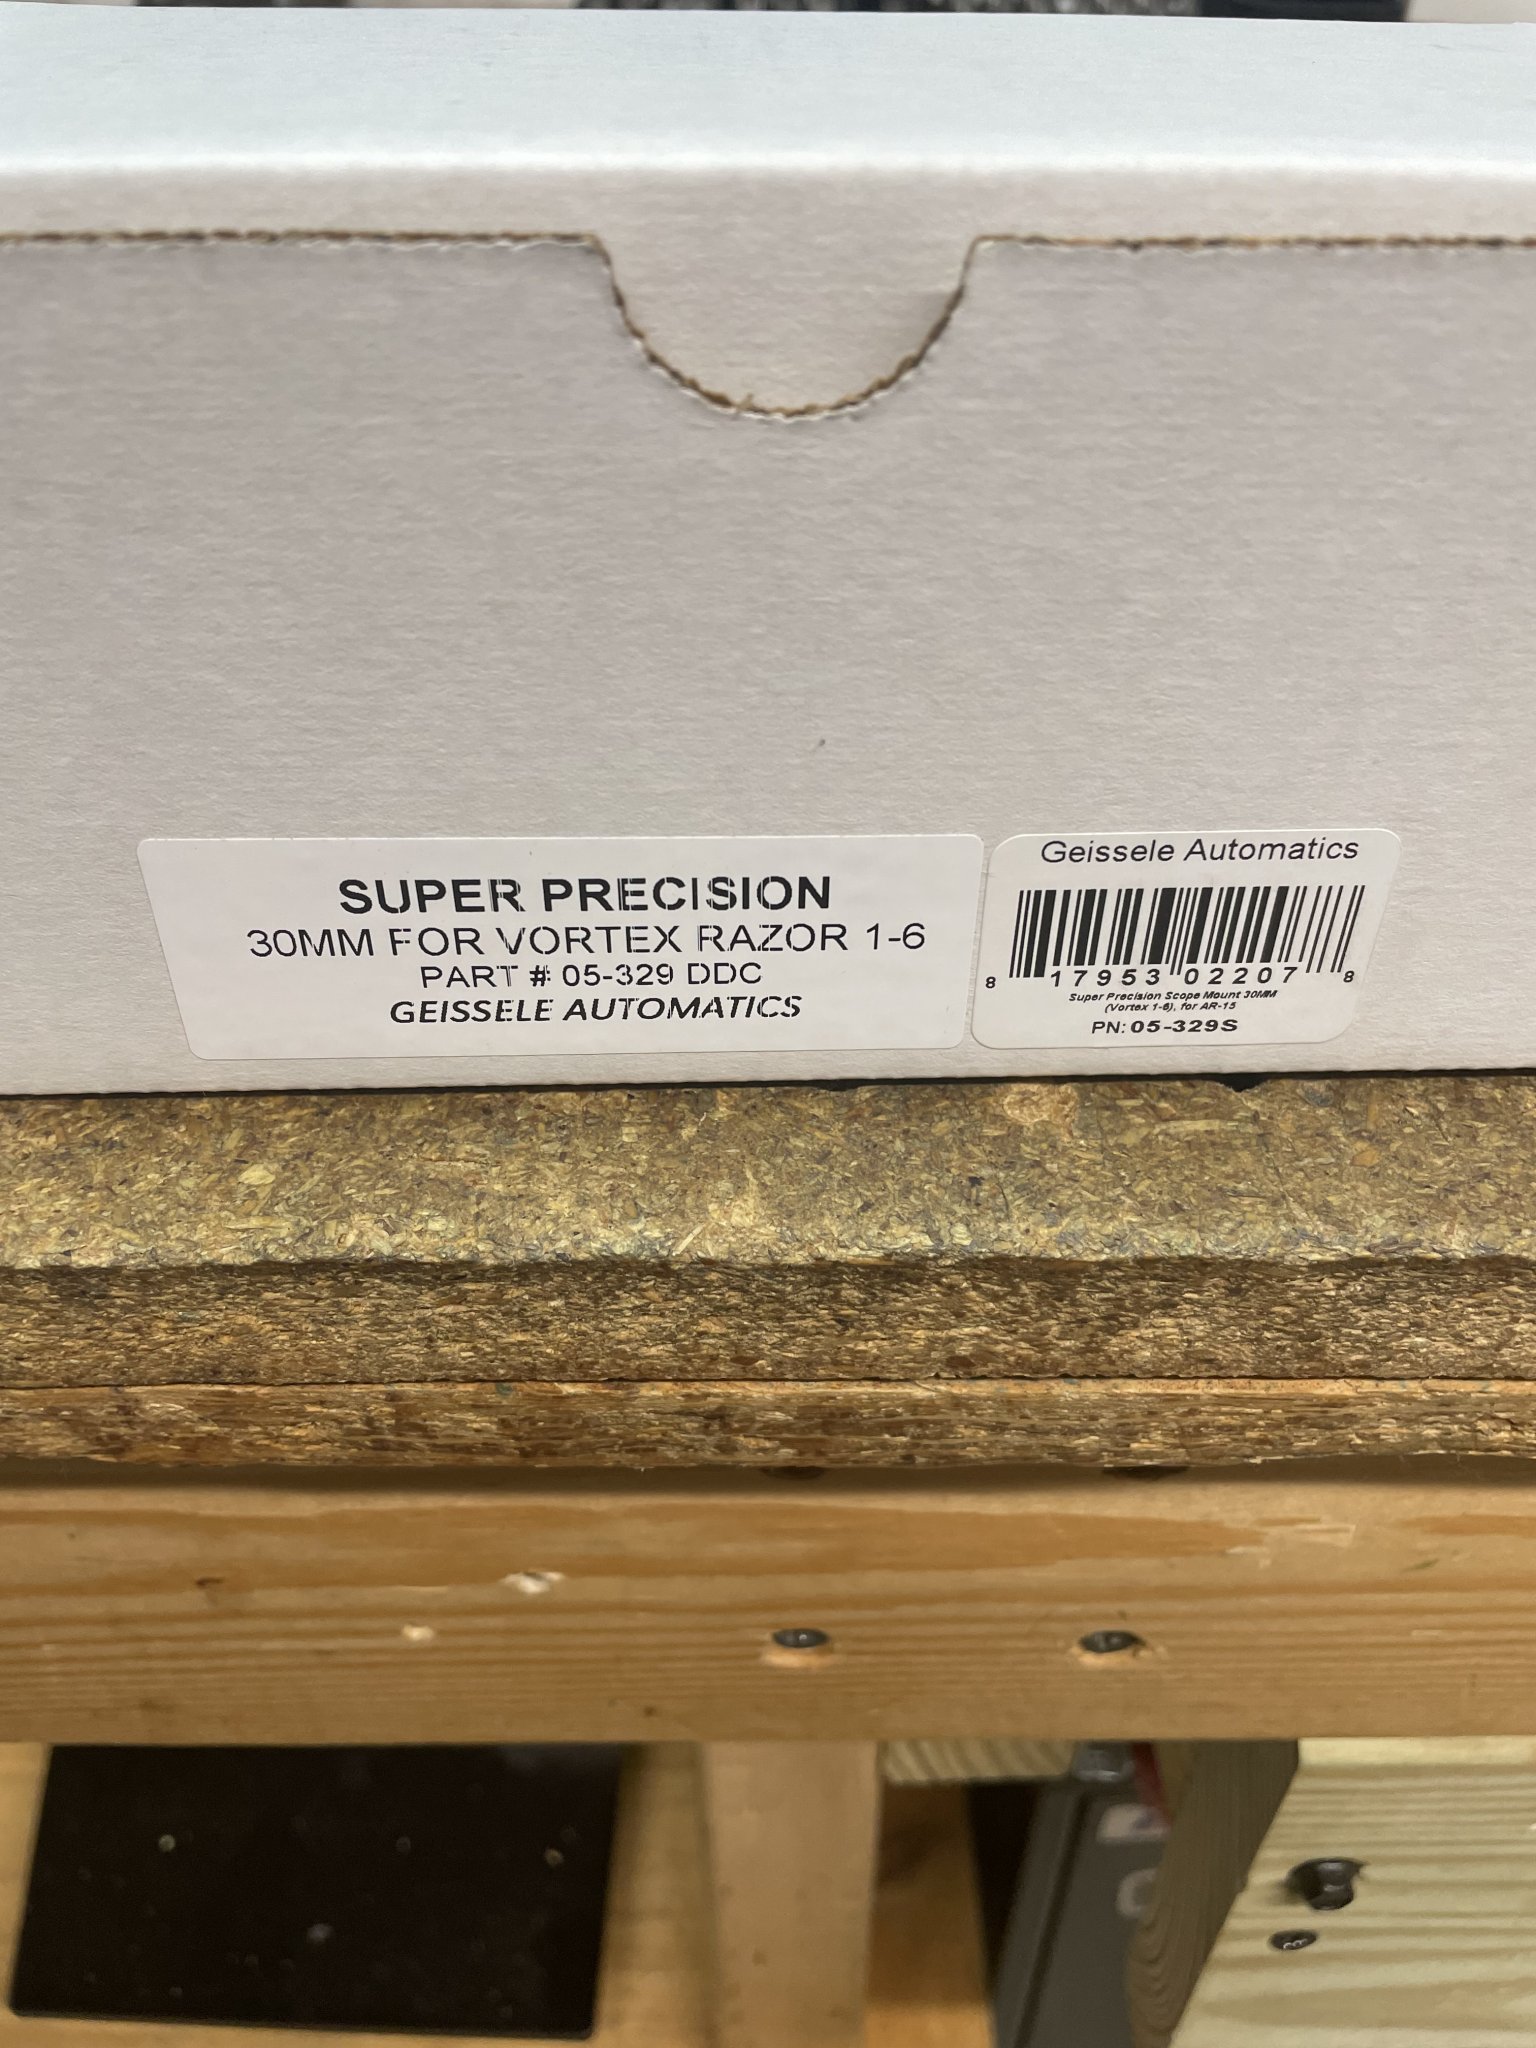 SUPER PRECISION
30MM FOR VORTEX RAZOR 1-6
PART # 05-329 DDC
GEISSELE AUTOMATICS
Geissele Automatics
8 17953 02207 8
Super Precision Scope Mount 30MM
(Vortex 1-6), for AR-15
PN: 05-329S